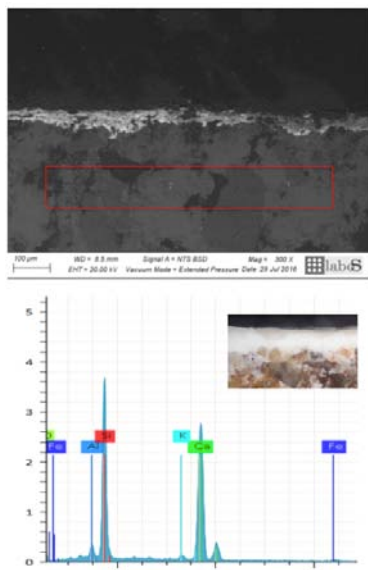 100 µm WD = 8.5 mm Signal A = NTS BSD Mag = 300 X
EHT = 20.00 kV Vacuum Mode = Extended Pressure Date 29 Jul 2016
labeS
5
4
3
2
1
0
Si
K
Fe Al Ca Fe